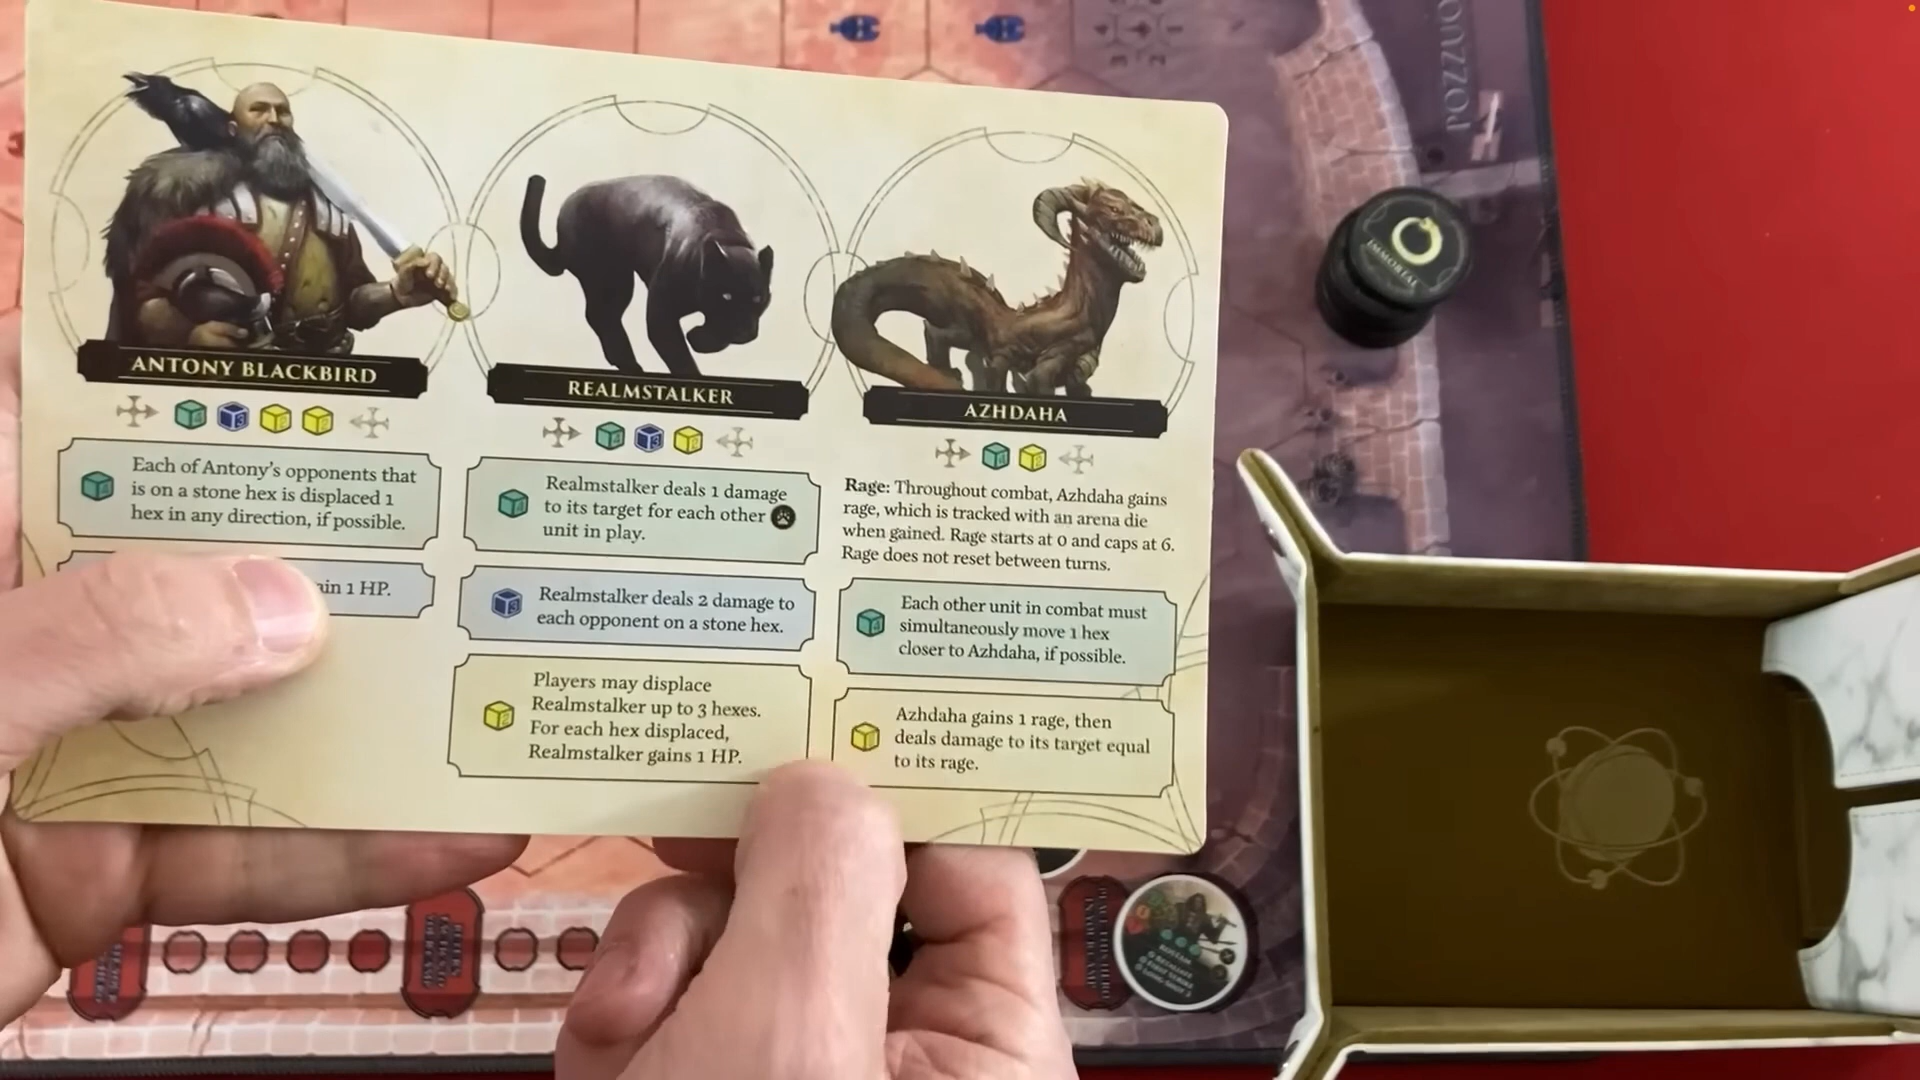 ANTONY BLACKBIRD
Each of Antony's opponents that
is on a stone hex is displaced 1
hex in any direction, if possible.
in 1 HP.
REALMSTALKER
Realmstalker deals 1 damage
to its target for each other
unit in play.
Realmstalker deals 2 damage to
each opponent on a stone hex.
Players may displace
Realmstalker up to 3 hexes.
For each hex displaced,
Realmstalker gains 1 HP.
AZHDAHA
Rage: Throughout combat, Azhdaha gains
rage, which is tracked with an arena die
when gained. Rage starts at 0 and caps at 6.
Rage does not reset between turns.
Each other unit in combat must
simultaneously move 1 hex
closer to Azhdaha, if possible.
Azhdaha gains 1 rage, then
deals damage to its target equal
to its rage.
POZZUO
IMMORTAL
ROSTAM
FIRST STRIKE